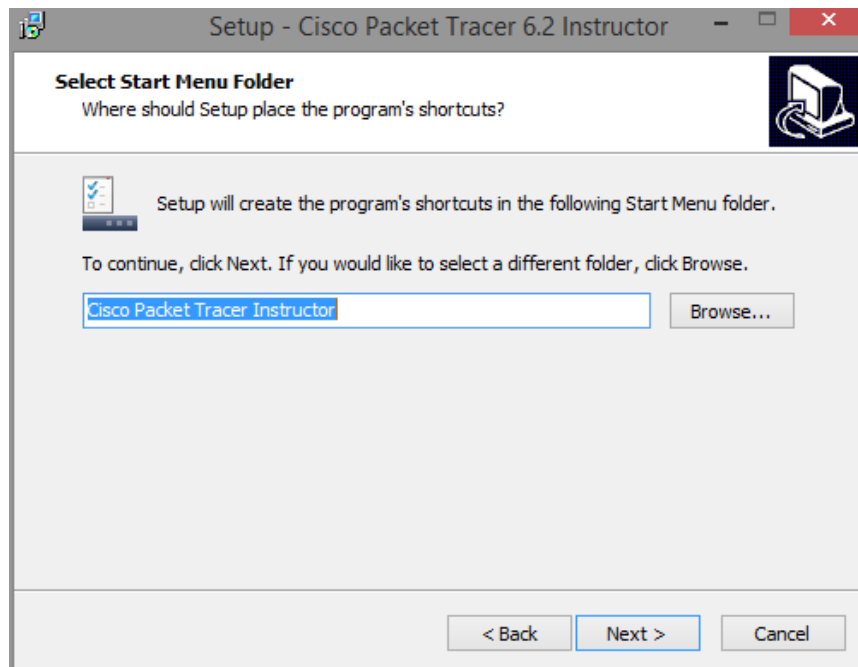 Setup - Cisco Packet Tracer 6.2 Instructor
Select Start Menu Folder
Where should Setup place the program's shortcuts?
Setup will create the program's shortcuts in the following Start Menu folder.
To continue, click Next. If you would like to select a different folder, click Browse.
Cisco Packet Tracer Instructor
Browse...
< Back
Next >
Cancel